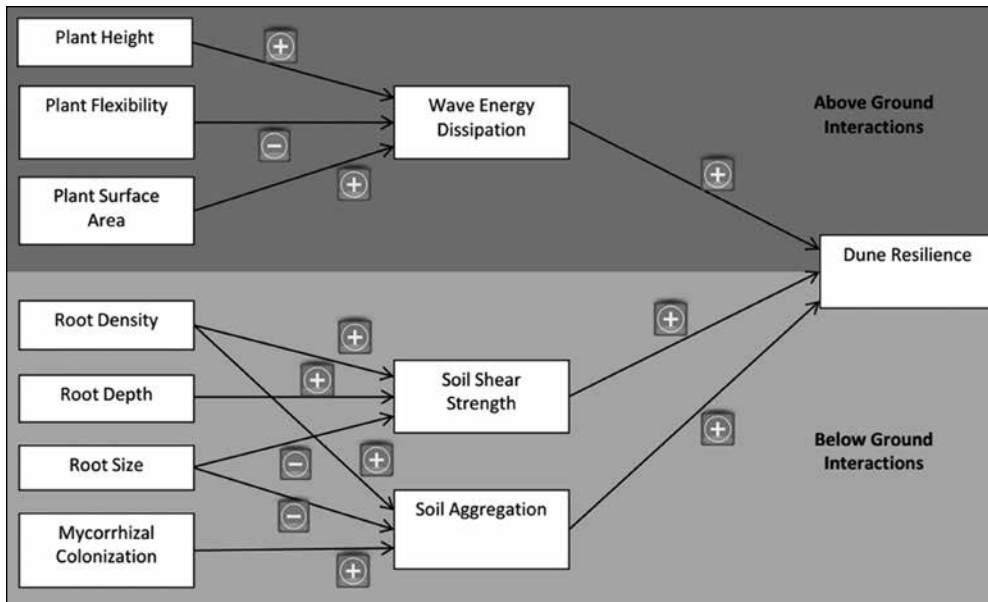 Plant Height
+
Plant Flexibility
−
Plant Surface
Area
+
Wave Energy
Dissipation
+
Above Ground
Interactions
Dune Resilience
Root Density
+
Root Depth
+
Root Size
−
+
−
Mycorrhizal
Colonization
+
Soil Shear
Strength
+
Soil Aggregation
+
Below Ground
Interactions